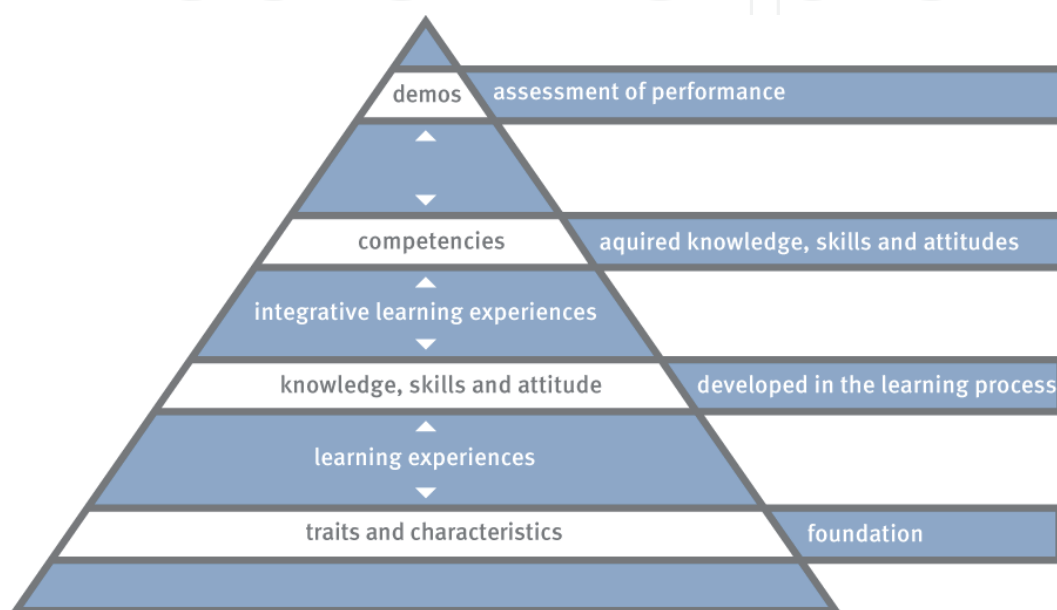 demos
assessment of performance
competencies
aquired knowledge, skills and attitudes
integrative learning experiences
knowledge, skills and attitude
developed in the learning process
learning experiences
traits and characteristics
foundation